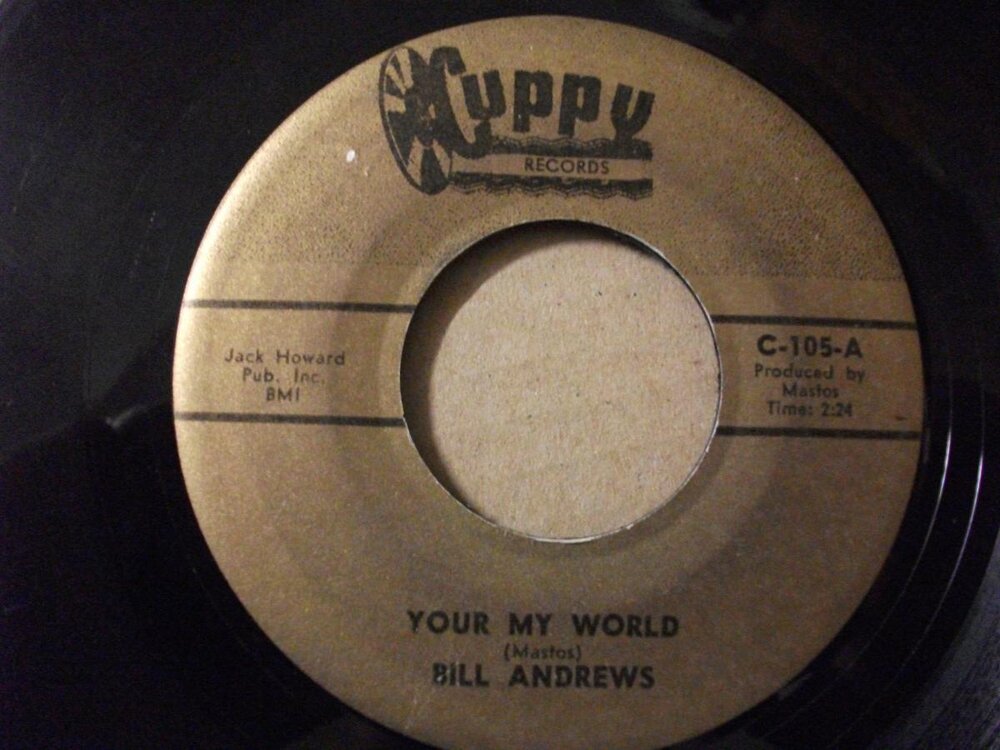 Cuppy
RECORDS
Jack Howard
Pub. Inc.
BMI
C-105-A
Produced by
Mastos
Time: 2:24
YOUR MY WORLD
(Mastos)
BILL ANDREWS